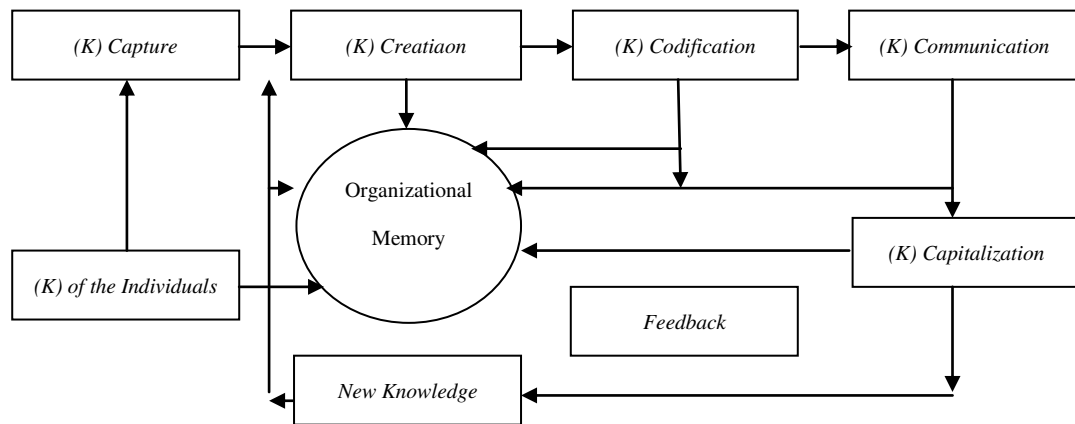 (K) Capture
(K) Creatiaon
(K) Codification
(K) Communication
Organizational
Memory
(K) of the Individuals
(K) Capitalization
Feedback
New Knowledge